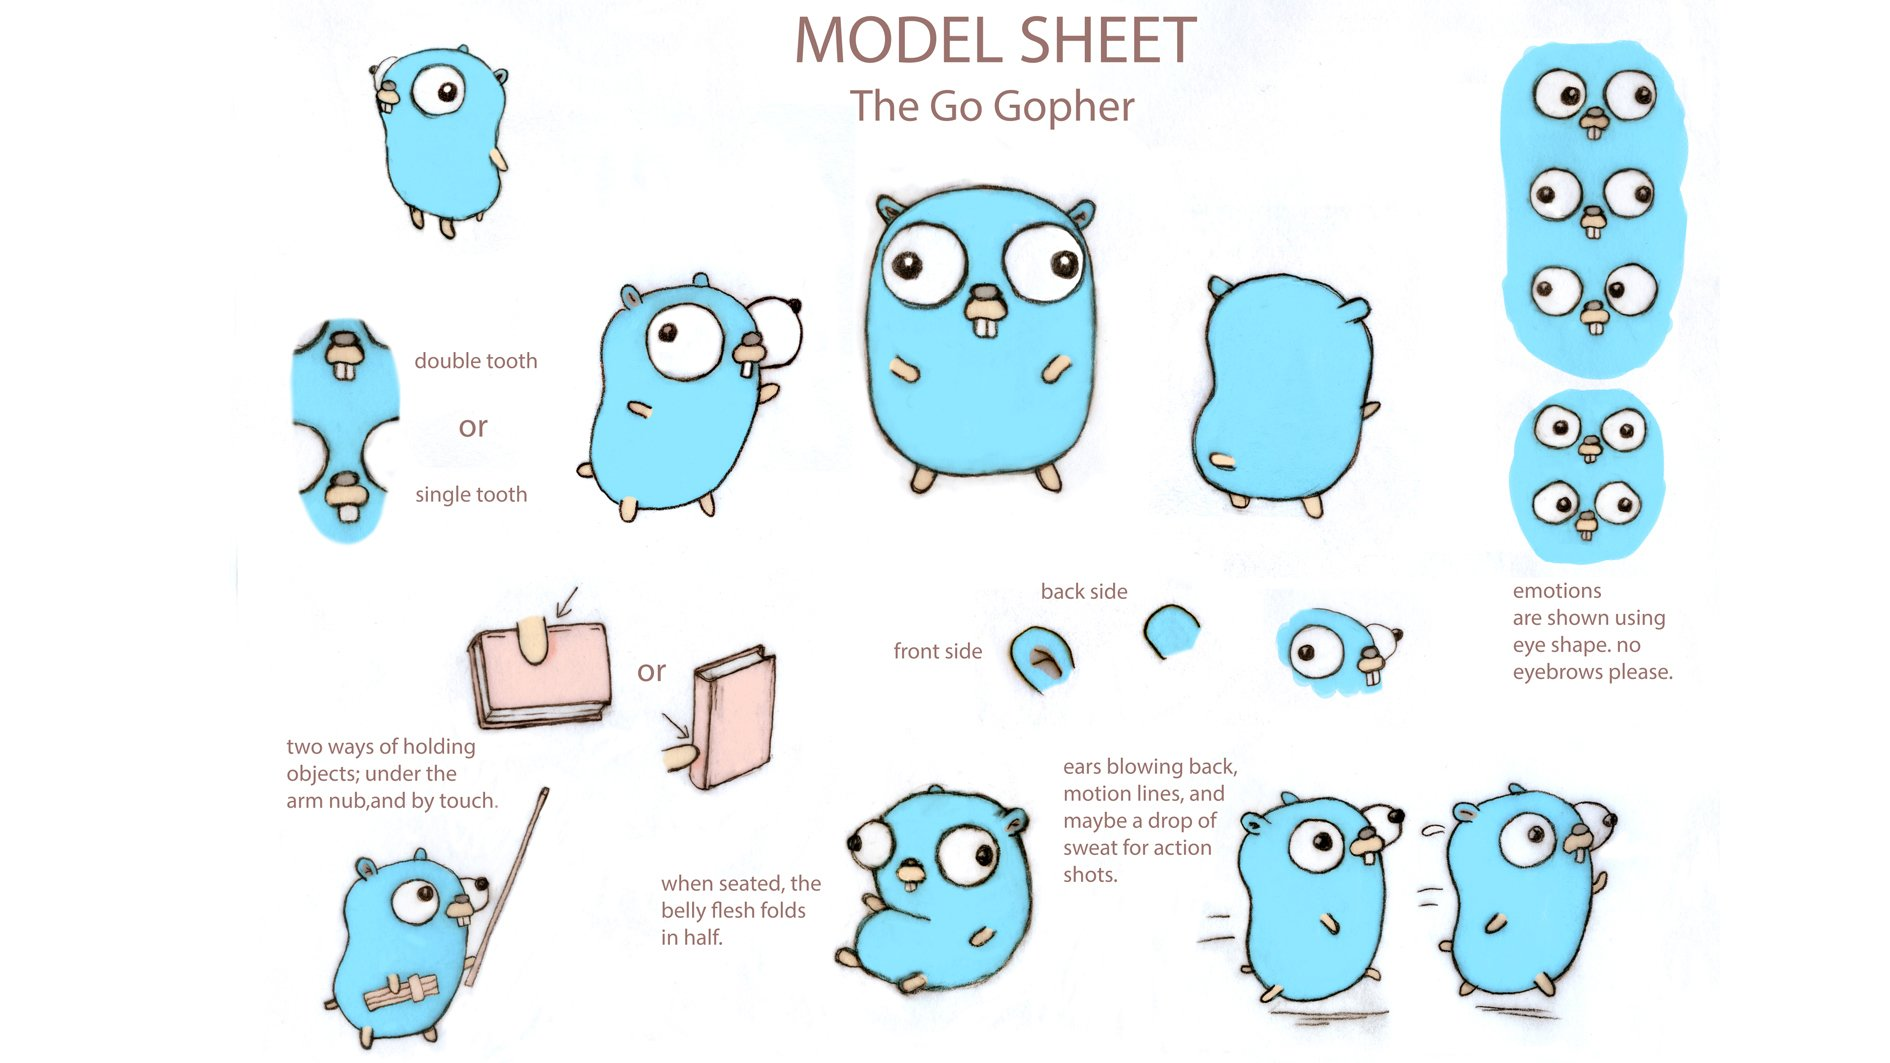 MODEL SHEET
The Go Gopher
double tooth
or
single tooth
emotions
are shown using
eye shape. no
eyebrows please.
back side
front side
or
two ways of holding
objects; under the
arm nub,and by touch.
ears blowing back,
motion lines, and
maybe a drop of
sweat for action
shots.
when seated, the
belly flesh folds
in half.